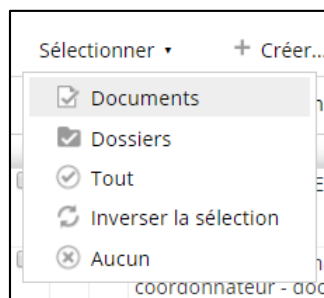 Sélectionner ▾ + Créer...
Documents
Dossiers
Tout
Inverser la sélection
Aucun
coordonnateur - doc